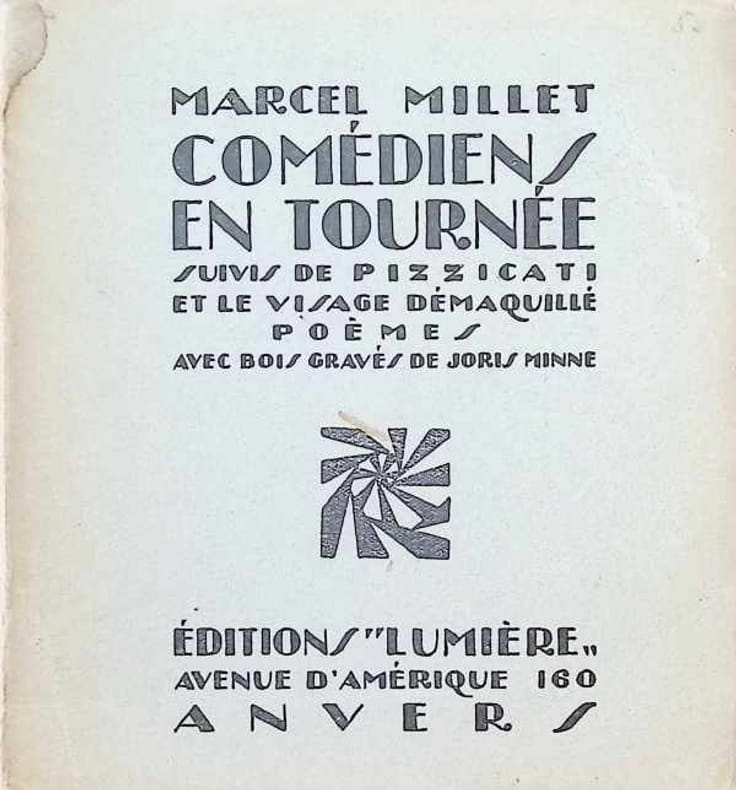 MARCEL MILLET
COMÉDIENS
EN TOURNÉE
SUIVIS DE PIZZICATI
ET LE VISAGE DÉMAQUILLÉ
POÈMES
AVEC BOIS GRAVÉS DE JORIS MINNE
ÉDITIONS "LUMIÈRE„
AVENUE D'AMÉRIQUE 160
ANVERS